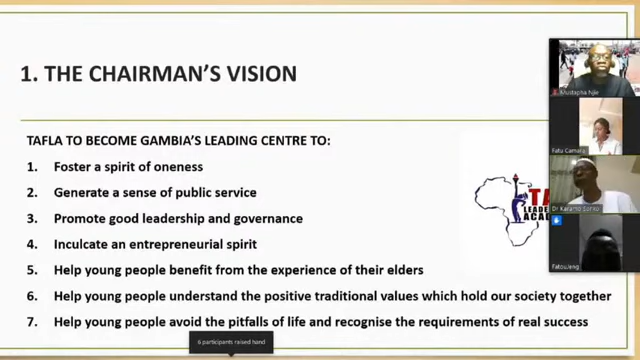 1. THE CHAIRMAN'S VISION
TAFLA TO BECOME GAMBIA'S LEADING CENTRE TO:
1. Foster a spirit of oneness
2. Generate a sense of public service
3. Promote good leadership and governance
4. Inculcate an entrepreneurial spirit
5. Help young people benefit from the experience of their elders
6. Help young people understand the positive traditional values which hold our society together
7. Help young people avoid the pitfalls of life and recognise the requirements of real success
6 participants raised hand
Mustapha Njie
Fatu Camara
Dr Karamo
FatouJeng